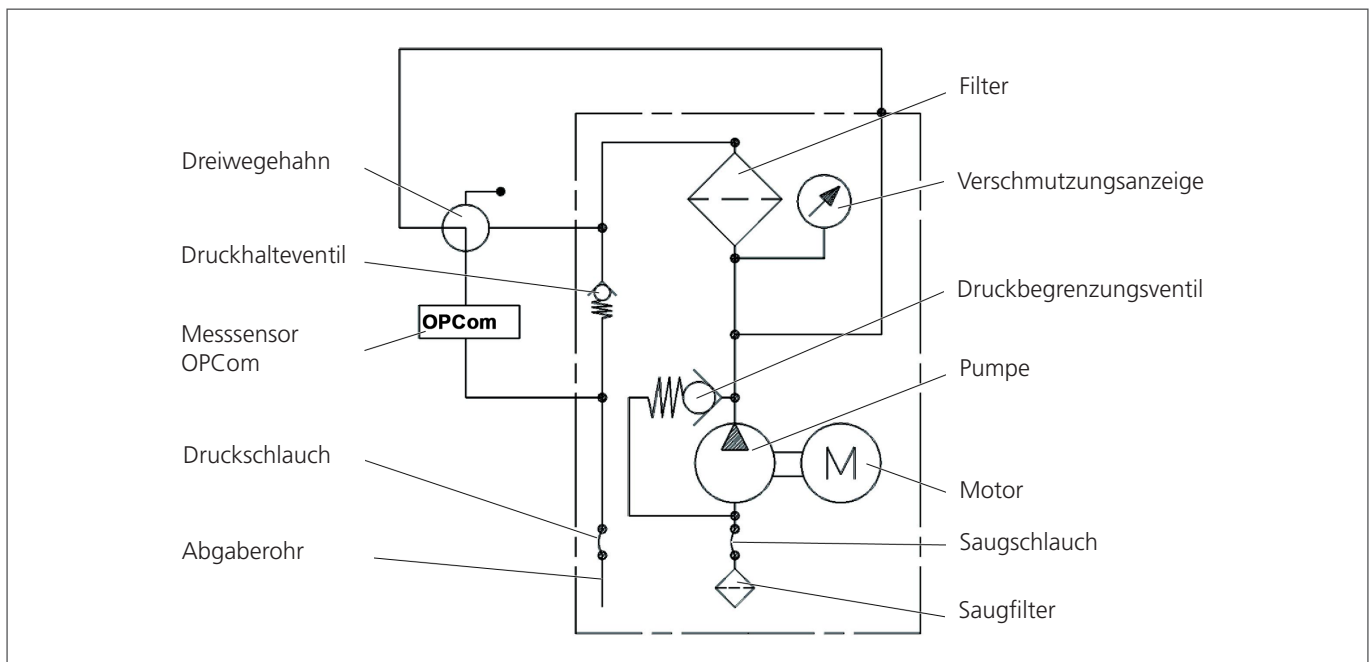 Filter
Dreiwegehahn
Verschmutzungsanzeige
Druckhalteventil
Druckbegrenzungsventil
OPCom
Messsensor
OPCom
Pumpe
Druckschlauch
M
Motor
Abgaberohr
Saugschlauch
Saugfilter